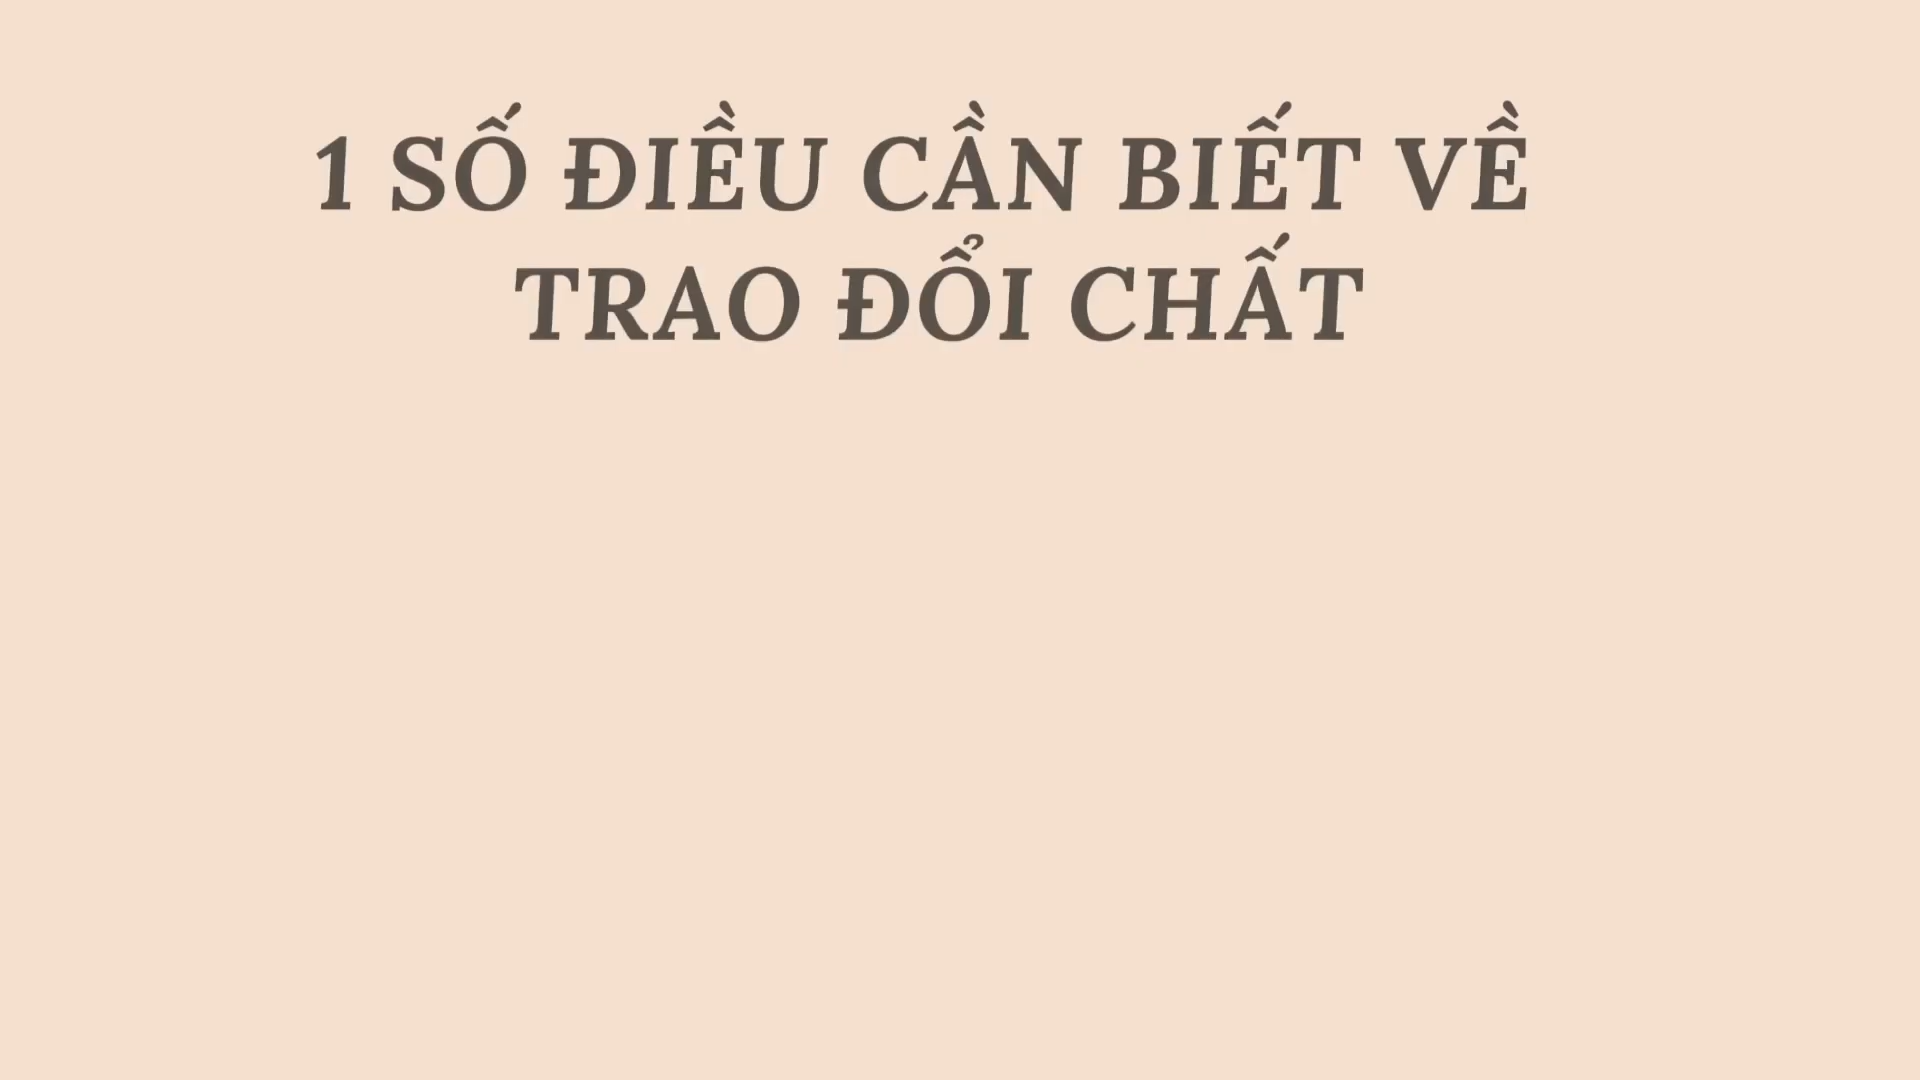 1 SỐ ĐIỀU CẦN BIẾT VỀ
TRAO ĐỔI CHẤT